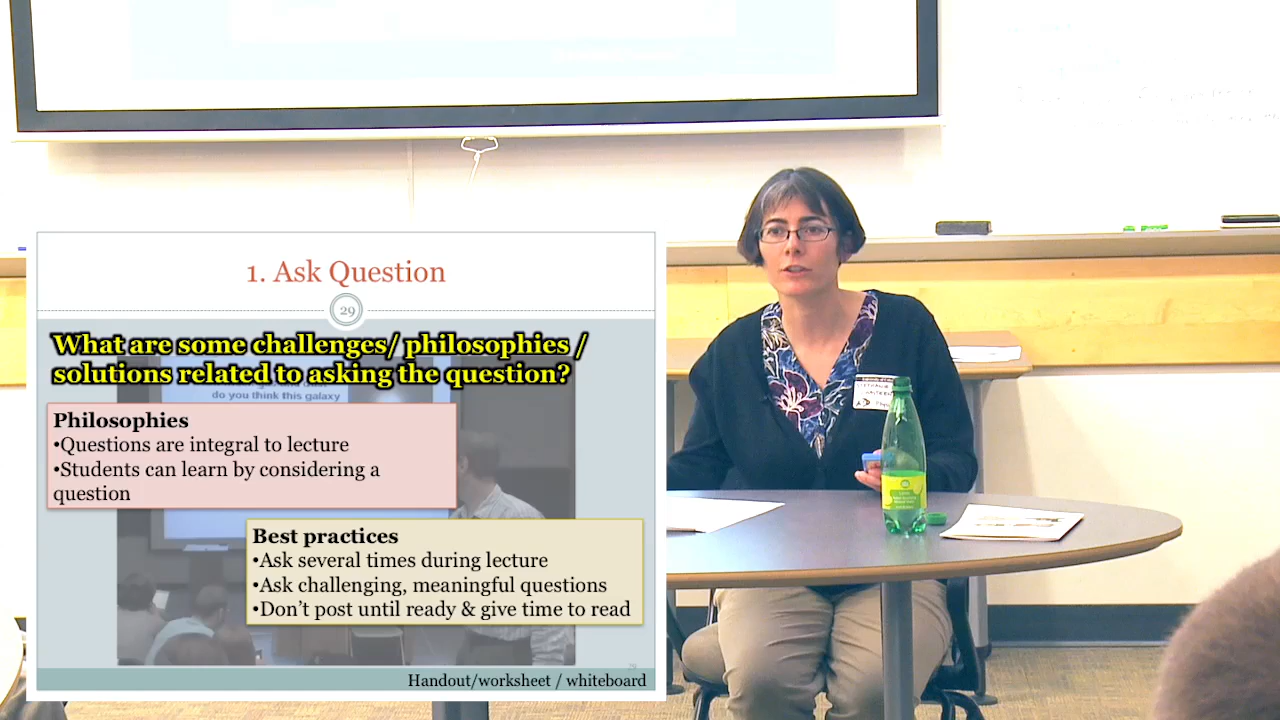 1. Ask Question
29
What are some challenges/ philosophies /
solutions related to asking the question?
do you think this galaxy
Philosophies
•Questions are integral to lecture
•Students can learn by considering a
question
Best practices
•Ask several times during lecture
•Ask challenging, meaningful questions
•Don't post until ready & give time to read
Handout/worksheet / whiteboard